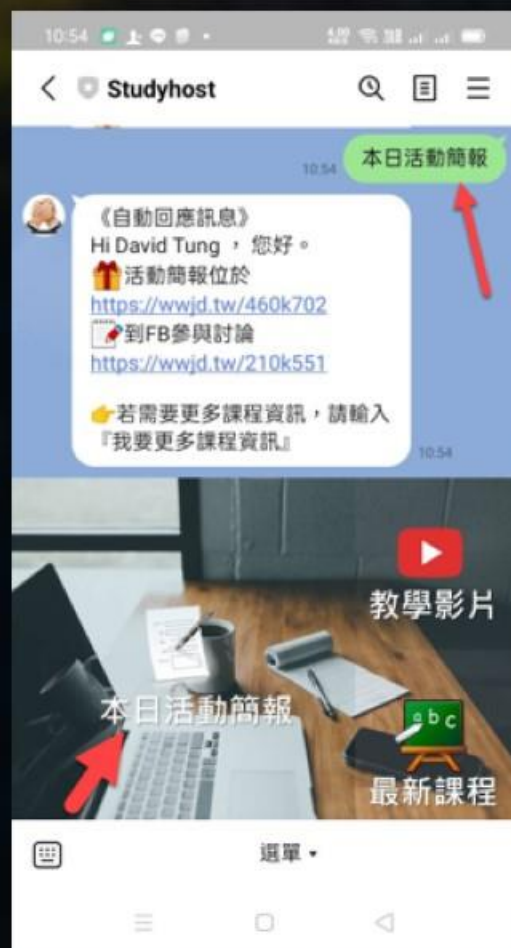 10:54
Studyhost
本日活動簡報
10:54
《自動回應訊息》
Hi David Tung ， 您好。
活動簡報位於
https://wwjd.tw/460k702
到FB參與討論
https://wwjd.tw/210k551
若需要更多課程資訊，請輸入
『我要更多課程資訊』
10:54
教學影片
本日活動簡報
abc
最新課程
選單